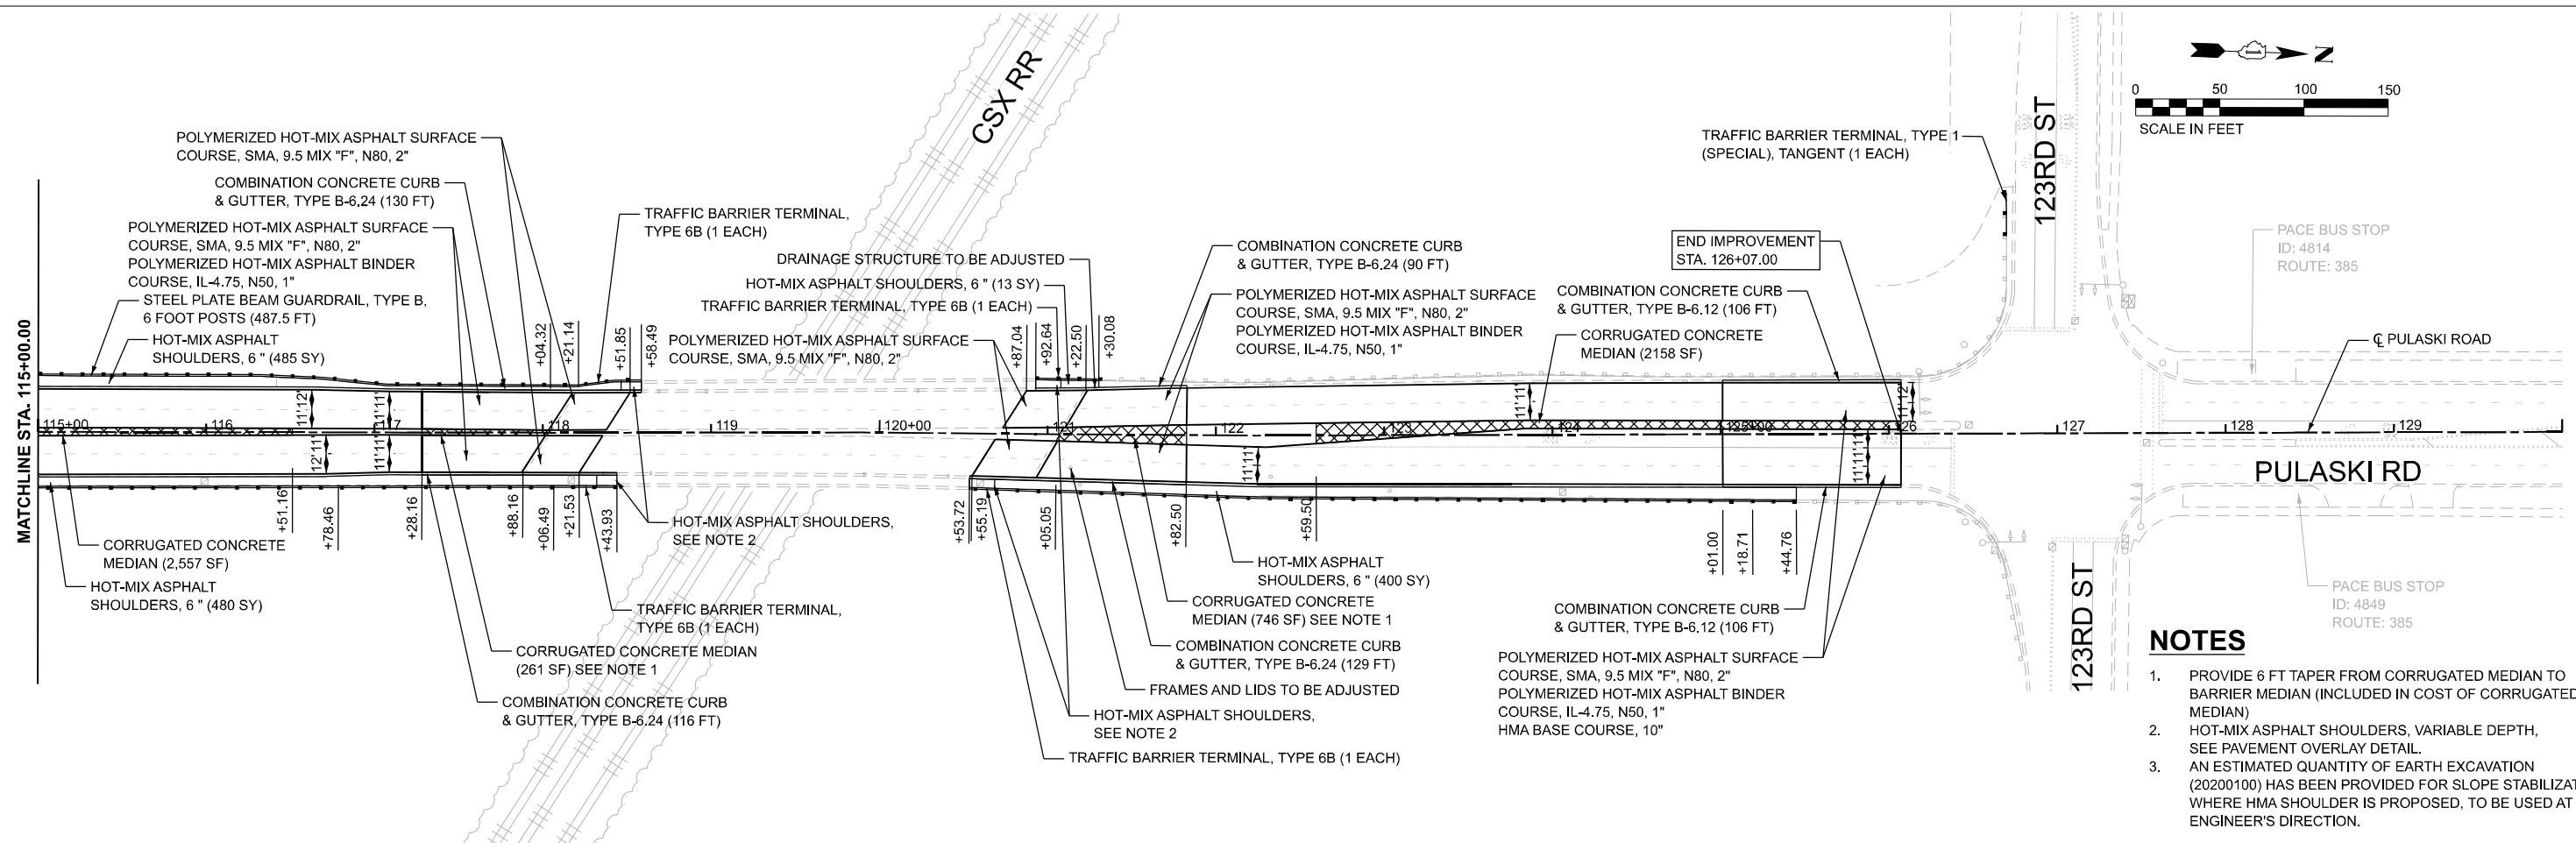 POLYMERIZED HOT-MIX ASPHALT SURFACE
COURSE, SMA, 9.5 MIX "F", N80, 2"
COMBINATION CONCRETE CURB
& GUTTER, TYPE B-6.24 (130 FT)
POLYMERIZED HOT-MIX ASPHALT SURFACE
COURSE, SMA, 9.5 MIX "F", N80, 2"
POLYMERIZED HOT-MIX ASPHALT BINDER
COURSE, IL-4.75, N50, 1"
STEEL PLATE BEAM GUARDRAIL, TYPE B,
6 FOOT POSTS (487.5 FT)
HOT-MIX ASPHALT
SHOULDERS, 6 " (485 SY)
MATCHLINE STA. 115+00.00
TRAFFIC BARRIER TERMINAL,
TYPE 6B (1 EACH)
CSX RR
DRAINAGE STRUCTURE TO BE ADJUSTED
HOT-MIX ASPHALT SHOULDERS, 6 " (13 SY)
TRAFFIC BARRIER TERMINAL, TYPE 6B (1 EACH)
POLYMERIZED HOT-MIX ASPHALT SURFACE
COURSE, SMA, 9.5 MIX "F", N80, 2"
+04.32
+21.14
+51.85
+58.49
+87.04
+92.64
+22.50
+30.08
COMBINATION CONCRETE CURB
& GUTTER, TYPE B-6.24 (90 FT)
POLYMERIZED HOT-MIX ASPHALT SURFACE
COURSE, SMA, 9.5 MIX "F", N80, 2"
POLYMERIZED HOT-MIX ASPHALT BINDER
COURSE, IL-4.75, N50, 1"
TRAFFIC BARRIER TERMINAL, TYPE 1
(SPECIAL), TANGENT (1 EACH)
END IMPROVEMENT
STA. 126+07.00
COMBINATION CONCRETE CURB
& GUTTER, TYPE B-6.12 (106 FT)
CORRUGATED CONCRETE
MEDIAN (2158 SF)
123RD ST
N
0 50 100 150
SCALE IN FEET
PACE BUS STOP
ID: 4814
ROUTE: 385
℄ PULASKI ROAD
11'12'
11'11'
11'11'
11'12'
115+00 116 117 118 119 120+00 121 122 123 124 125+00 126 127 128 129
12'11'
11'11'
11'11'
11'11'11'
PULASKI RD
+51.16
+78.46
+28.16
+88.16
+06.49
+21.53
+43.93
+53.72
+55.19
+05.05
+82.50
+59.50
+01.00
+18.71
+44.76
CORRUGATED CONCRETE
MEDIAN (2,557 SF)
HOT-MIX ASPHALT
SHOULDERS, 6 " (480 SY)
HOT-MIX ASPHALT SHOULDERS,
SEE NOTE 2
TRAFFIC BARRIER TERMINAL,
TYPE 6B (1 EACH)
CORRUGATED CONCRETE MEDIAN
(261 SF) SEE NOTE 1
COMBINATION CONCRETE CURB
& GUTTER, TYPE B-6.24 (116 FT)
HOT-MIX ASPHALT
SHOULDERS, 6 " (400 SY)
CORRUGATED CONCRETE
MEDIAN (746 SF) SEE NOTE 1
COMBINATION CONCRETE CURB
& GUTTER, TYPE B-6.24 (129 FT)
FRAMES AND LIDS TO BE ADJUSTED
HOT-MIX ASPHALT SHOULDERS,
SEE NOTE 2
TRAFFIC BARRIER TERMINAL, TYPE 6B (1 EACH)
COMBINATION CONCRETE CURB
& GUTTER, TYPE B-6.12 (106 FT)
POLYMERIZED HOT-MIX ASPHALT SURFACE
COURSE, SMA, 9.5 MIX "F", N80, 2"
POLYMERIZED HOT-MIX ASPHALT BINDER
COURSE, IL-4.75, N50, 1"
HMA BASE COURSE, 10"
123RD ST
PACE BUS STOP
ID: 4849
ROUTE: 385
NOTES
1. PROVIDE 6 FT TAPER FROM CORRUGATED MEDIAN TO
BARRIER MEDIAN (INCLUDED IN COST OF CORRUGATED
MEDIAN)
2. HOT-MIX ASPHALT SHOULDERS, VARIABLE DEPTH,
SEE PAVEMENT OVERLAY DETAIL.
3. AN ESTIMATED QUANTITY OF EARTH EXCAVATION
(20200100) HAS BEEN PROVIDED FOR SLOPE STABILIZAT
WHERE HMA SHOULDER IS PROPOSED, TO BE USED AT
ENGINEER'S DIRECTION.